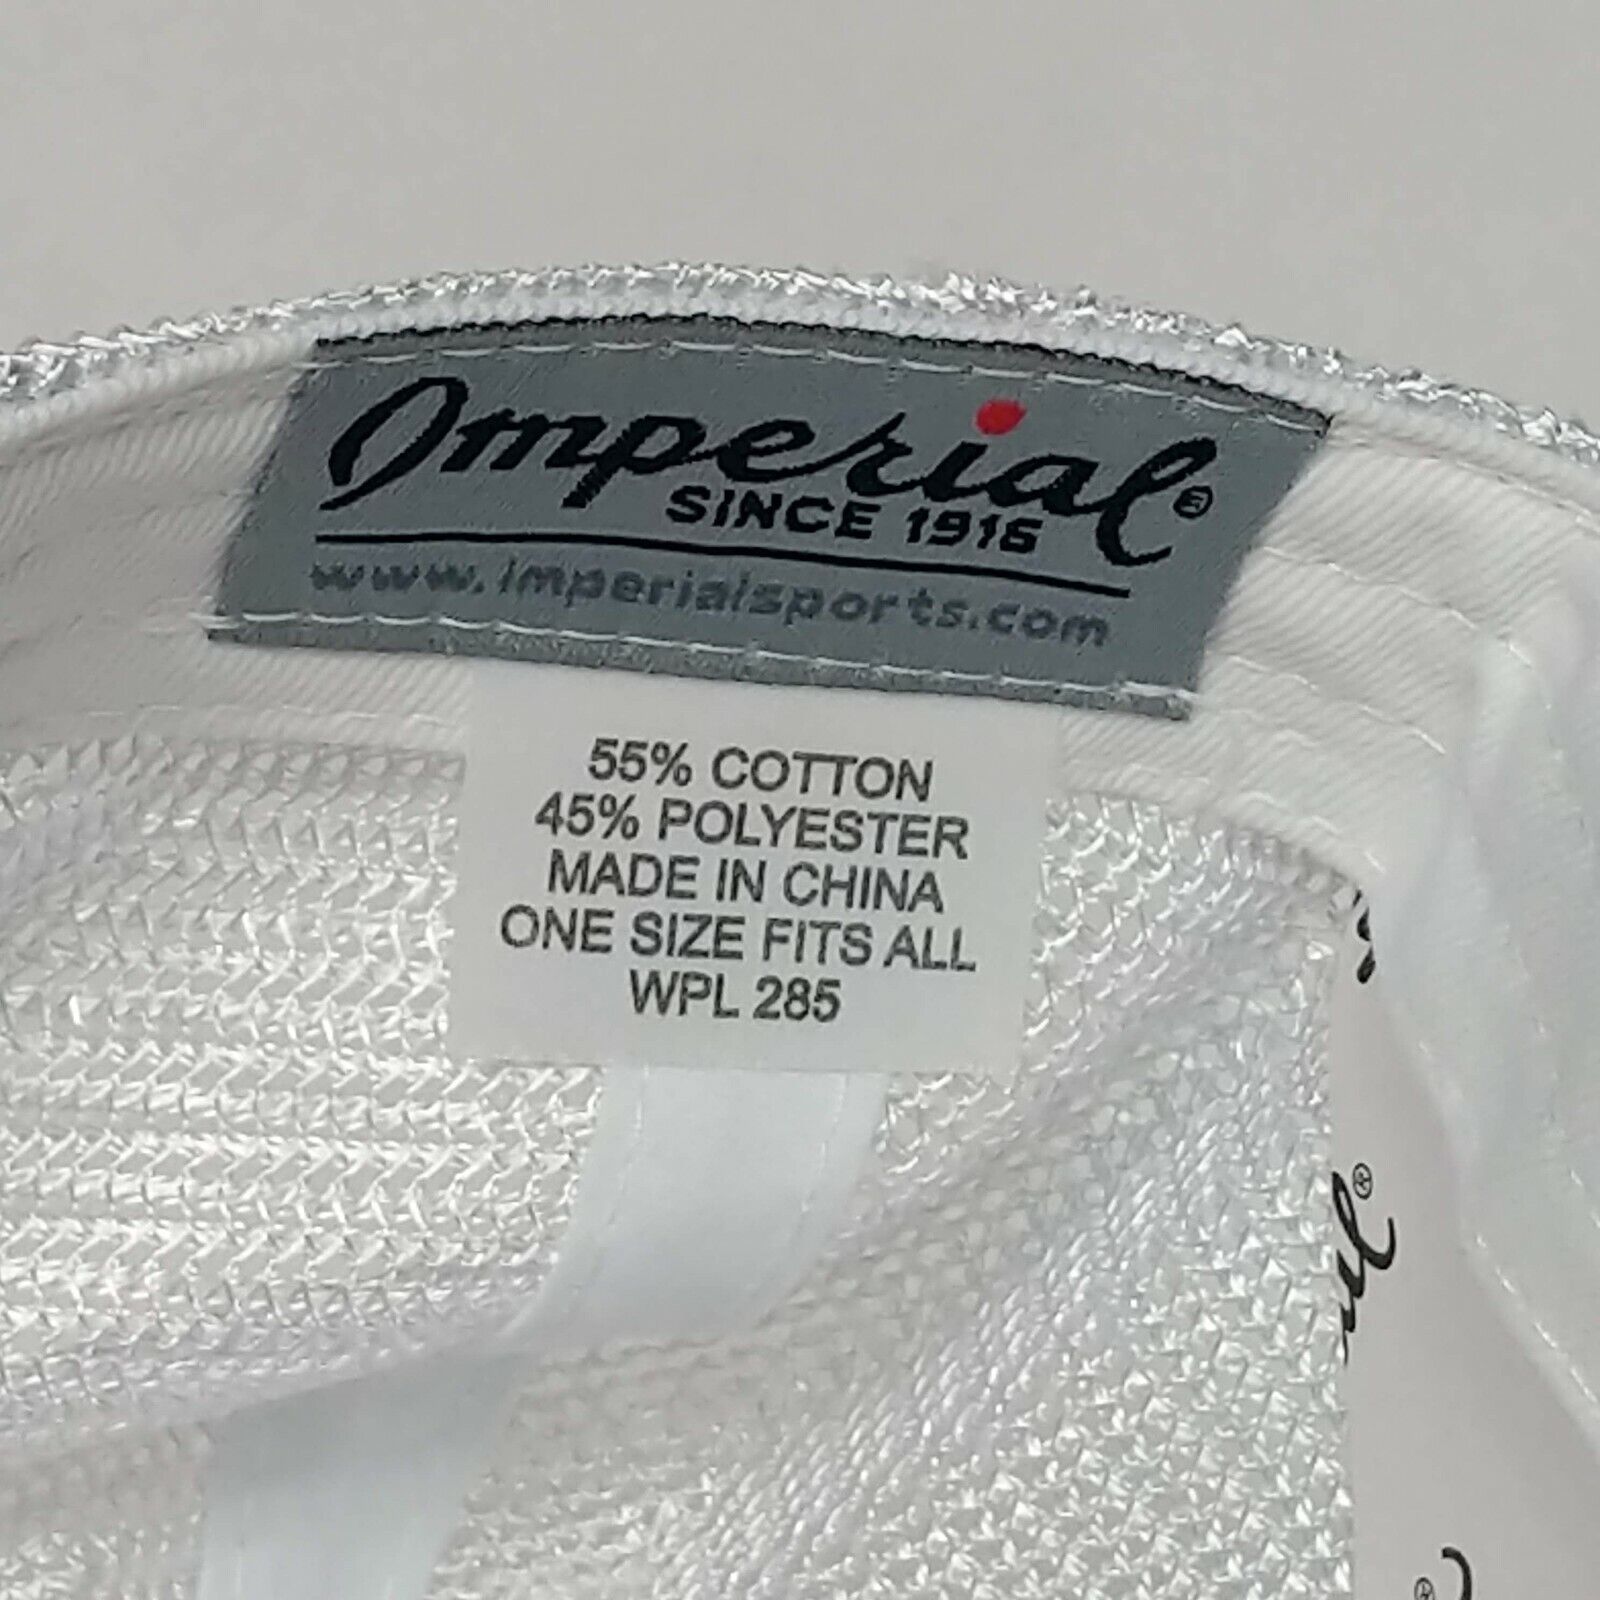 Imperial®
SINCE 1916
www.imperialsports.com
55% COTTON
45% POLYESTER
MADE IN CHINA
ONE SIZE FITS ALL
WPL 285